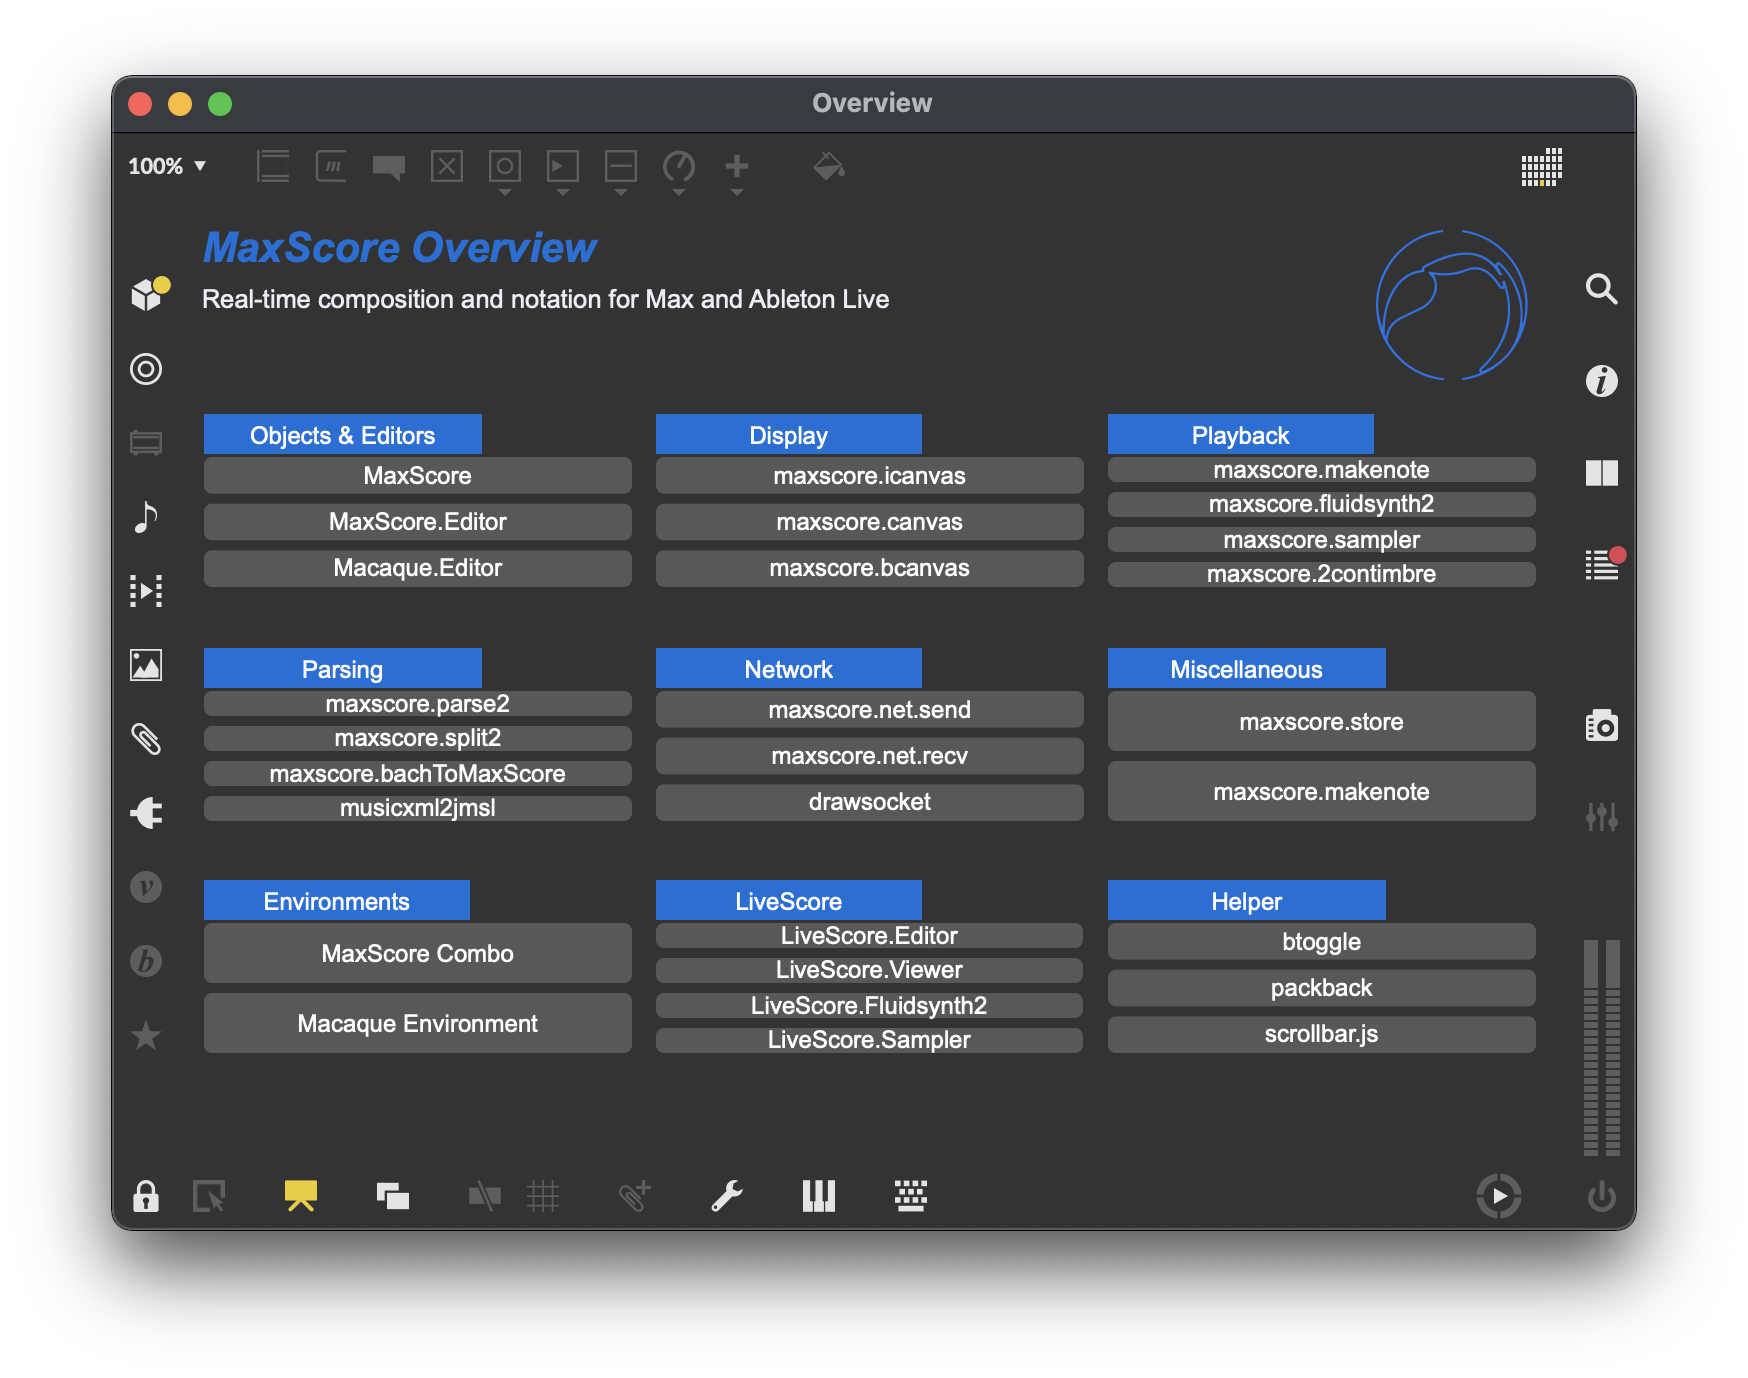 Overview
100%
m
MaxScore Overview
Real-time composition and notation for Max and Ableton Live
i
Objects & Editors
MaxScore
MaxScore.Editor
Macaque.Editor
Display
maxscore.icanvas
maxscore.canvas
maxscore.bcanvas
Playback
maxscore.makenote
maxscore.fluidsynth2
maxscore.sampler
maxscore.2contimbre
Parsing
maxscore.parse2
maxscore.split2
maxscore.bachToMaxScore
musicxml2jmsl
Network
maxscore.net.send
maxscore.net.recv
drawsocket
Miscellaneous
maxscore.store
maxscore.makenote
v
b
Environments
MaxScore Combo
Macaque Environment
LiveScore
LiveScore.Editor
LiveScore.Viewer
LiveScore.Fluidsynth2
LiveScore.Sampler
Helper
btoggle
packback
scrollbar.js